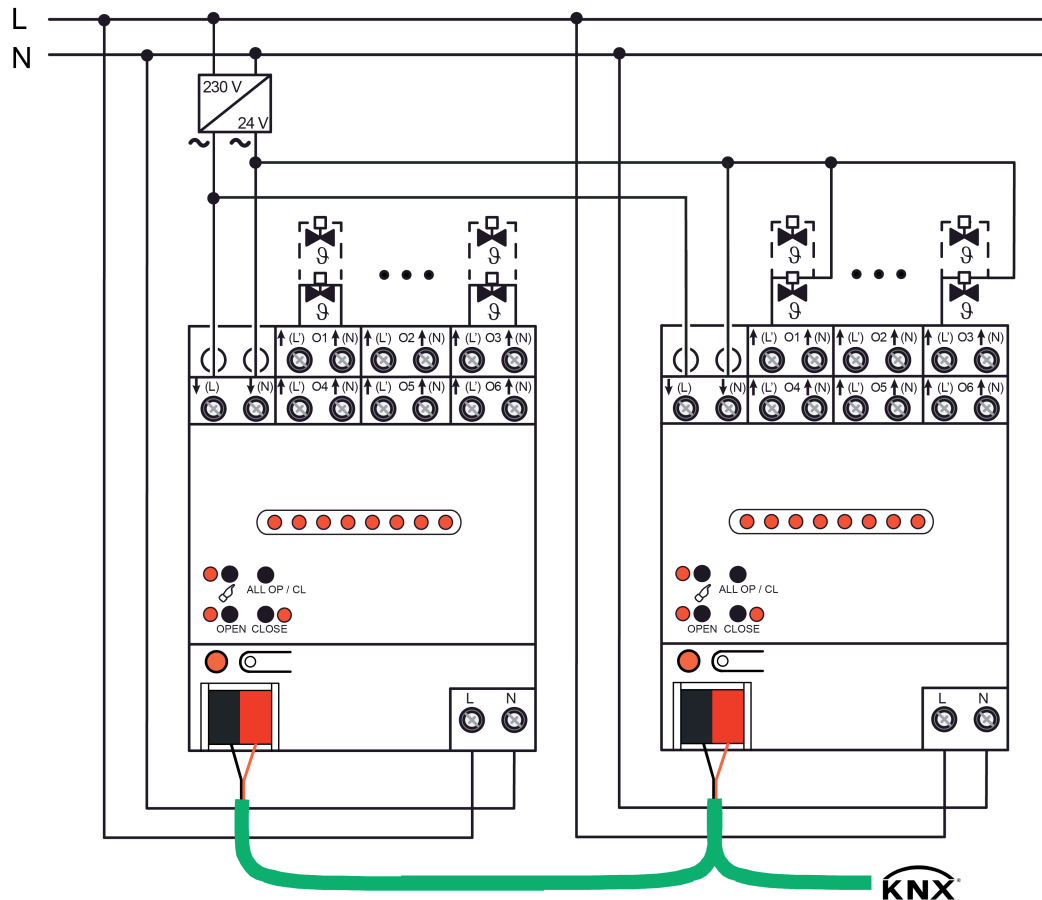 L
N
230 V
24 V
~ ~
ϑ ϑ ϑ ϑ
ϑ ϑ ϑ ϑ
(L') O1 (N) (L') O2 (N) (L') O3 (N) (L') O1 (N) (L') O2 (N) (L') O3 (N)
(L) (N) (L') O4 (N) (L') O5 (N) (L') O6 (N) (L) (N) (L') O4 (N) (L') O5 (N) (L') O6 (N)
ALL OP / CL ALL OP / CL
OPEN CLOSE OPEN CLOSE
L N L N
KNX®